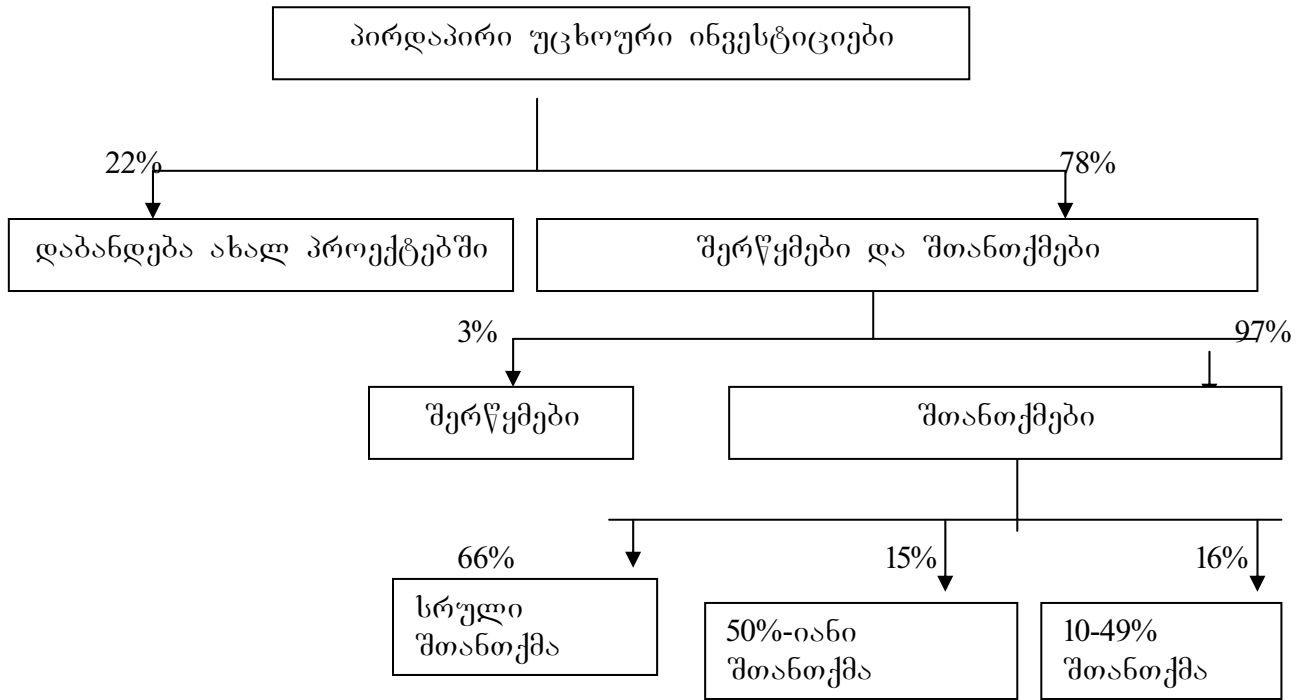 პირდაპირი უცხოური ინვესტიციები
22%
78%
დაბანდება ახალ პროექტებში
შერწყმები და შთანთქმები
3%
97%
შერწყმები
შთანთქმები
66%
15%
16%
სრული
შთანთქმა
50%-იანი
შთანთქმა
10-49%
შთანთქმა